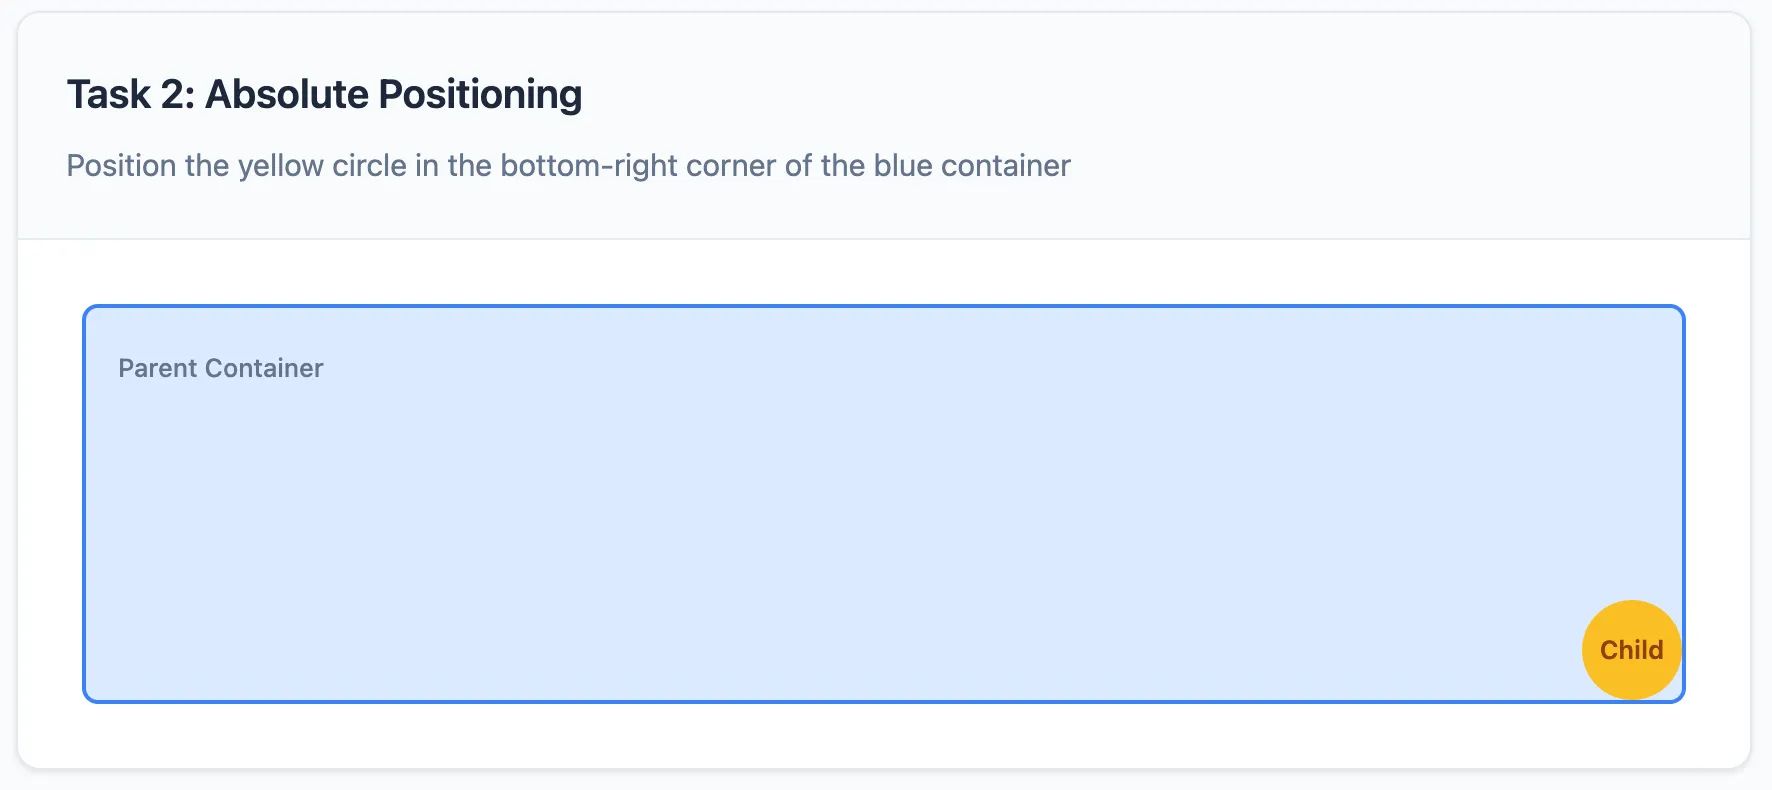 Task 2: Absolute Positioning
Position the yellow circle in the bottom-right corner of the blue container
Parent Container
Child